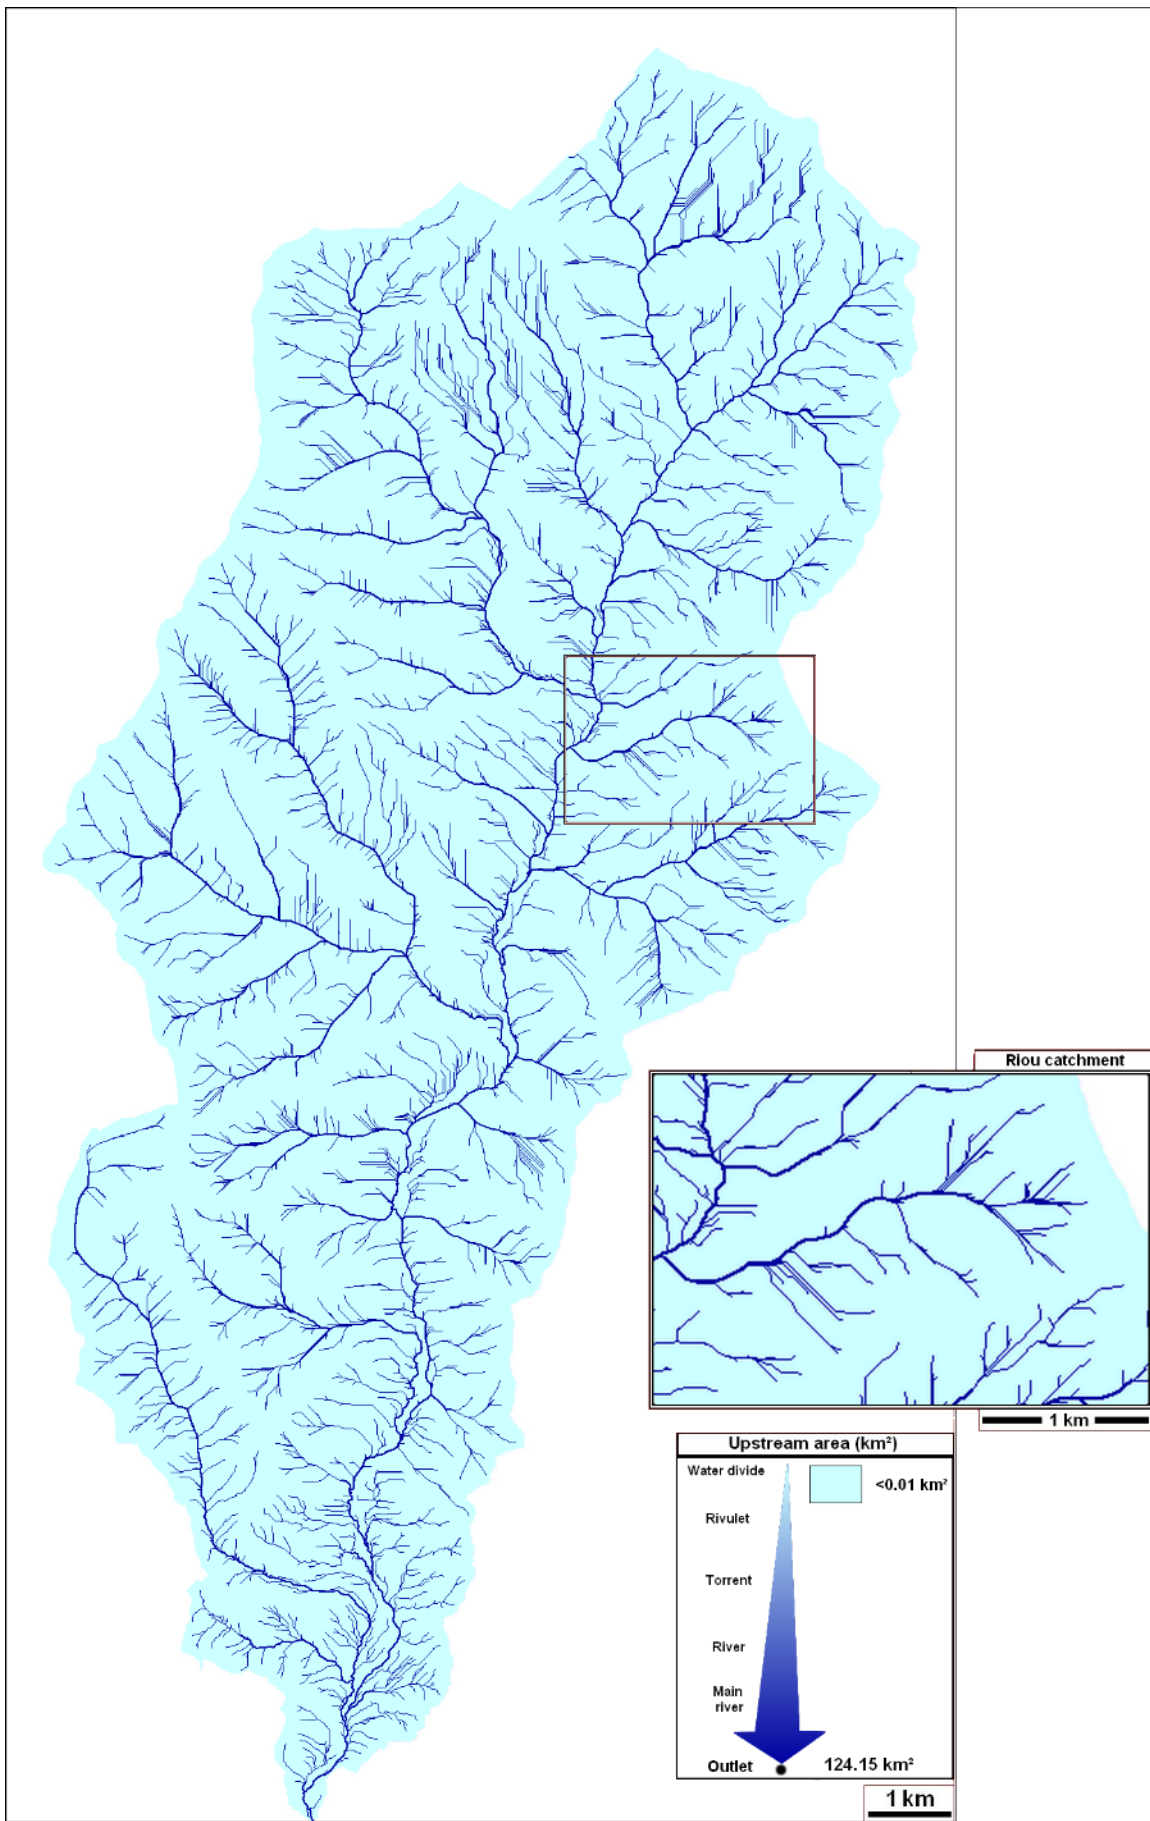 Riou catchment
1 km
Upstream area (km²)
Water divide
<0.01 km²
Rivulet
Torrent
River
Main
river
Outlet
124.15 km²
1 km